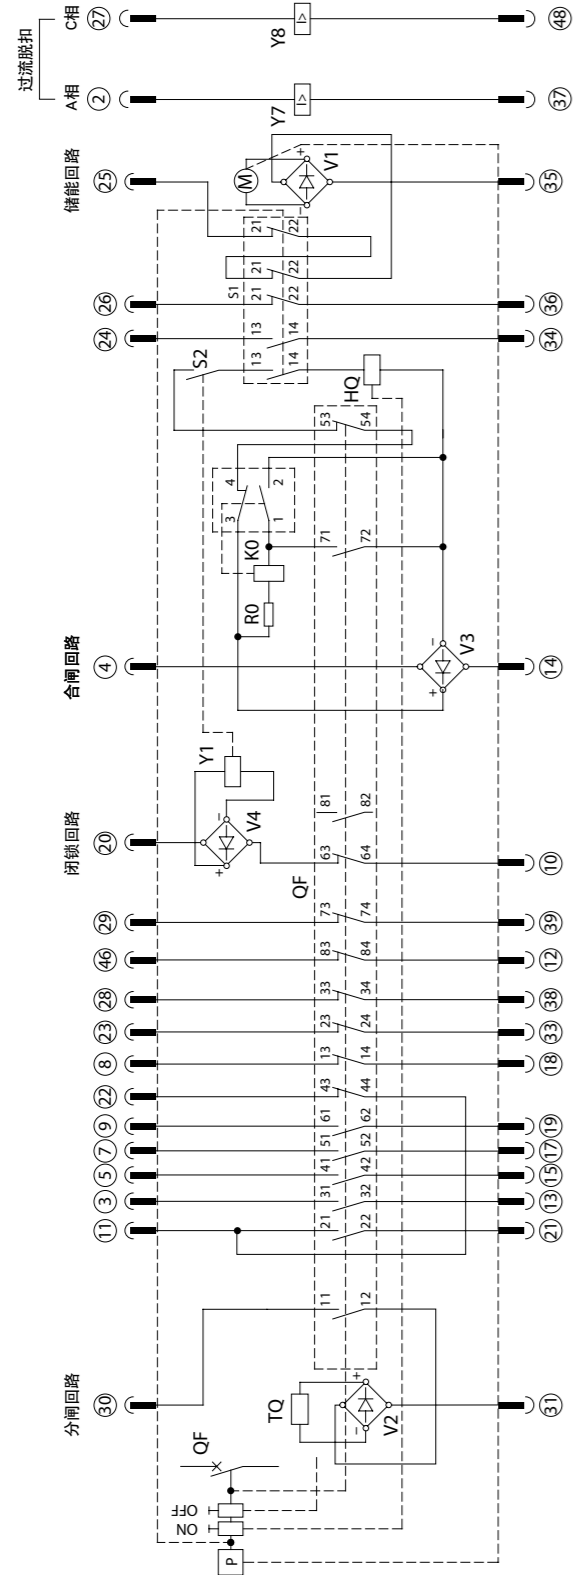 过流脱扣
分闸回路
闭锁回路
合闸回路
储能回路
A相
C相
㉚ ⑪ ③ ⑤ ⑦ ⑨ ㉒ ⑧ ㉓ ㉘ ㊻ ㉙ ⑳ ④ ㉔ ㉖ ㉕ ② ㉗
QF
OFF
ON
P
TQ
V2
+
−
QF
11 21 31 41 51 61 43 13 23 33 83 73 63 81 71 53
12 22 32 42 52 62 44 14 24 34 84 74 64 82 72 54
Y1
V4
+
−
R0
K0
3 4
1 2
V3
+
−
S2
HQ
S1
13 13 21 21 21
14 14 22 22 22
M
V1
+
Y7
I>
Y8
I>
㉛ ㉑ ⑬ ⑮ ⑰ ⑲ ⑱ ㉝ ㊳ ⑫ ㊴ ⑩ ⑭ ㉞ ㊱ ㉟ ㊲ ㊽